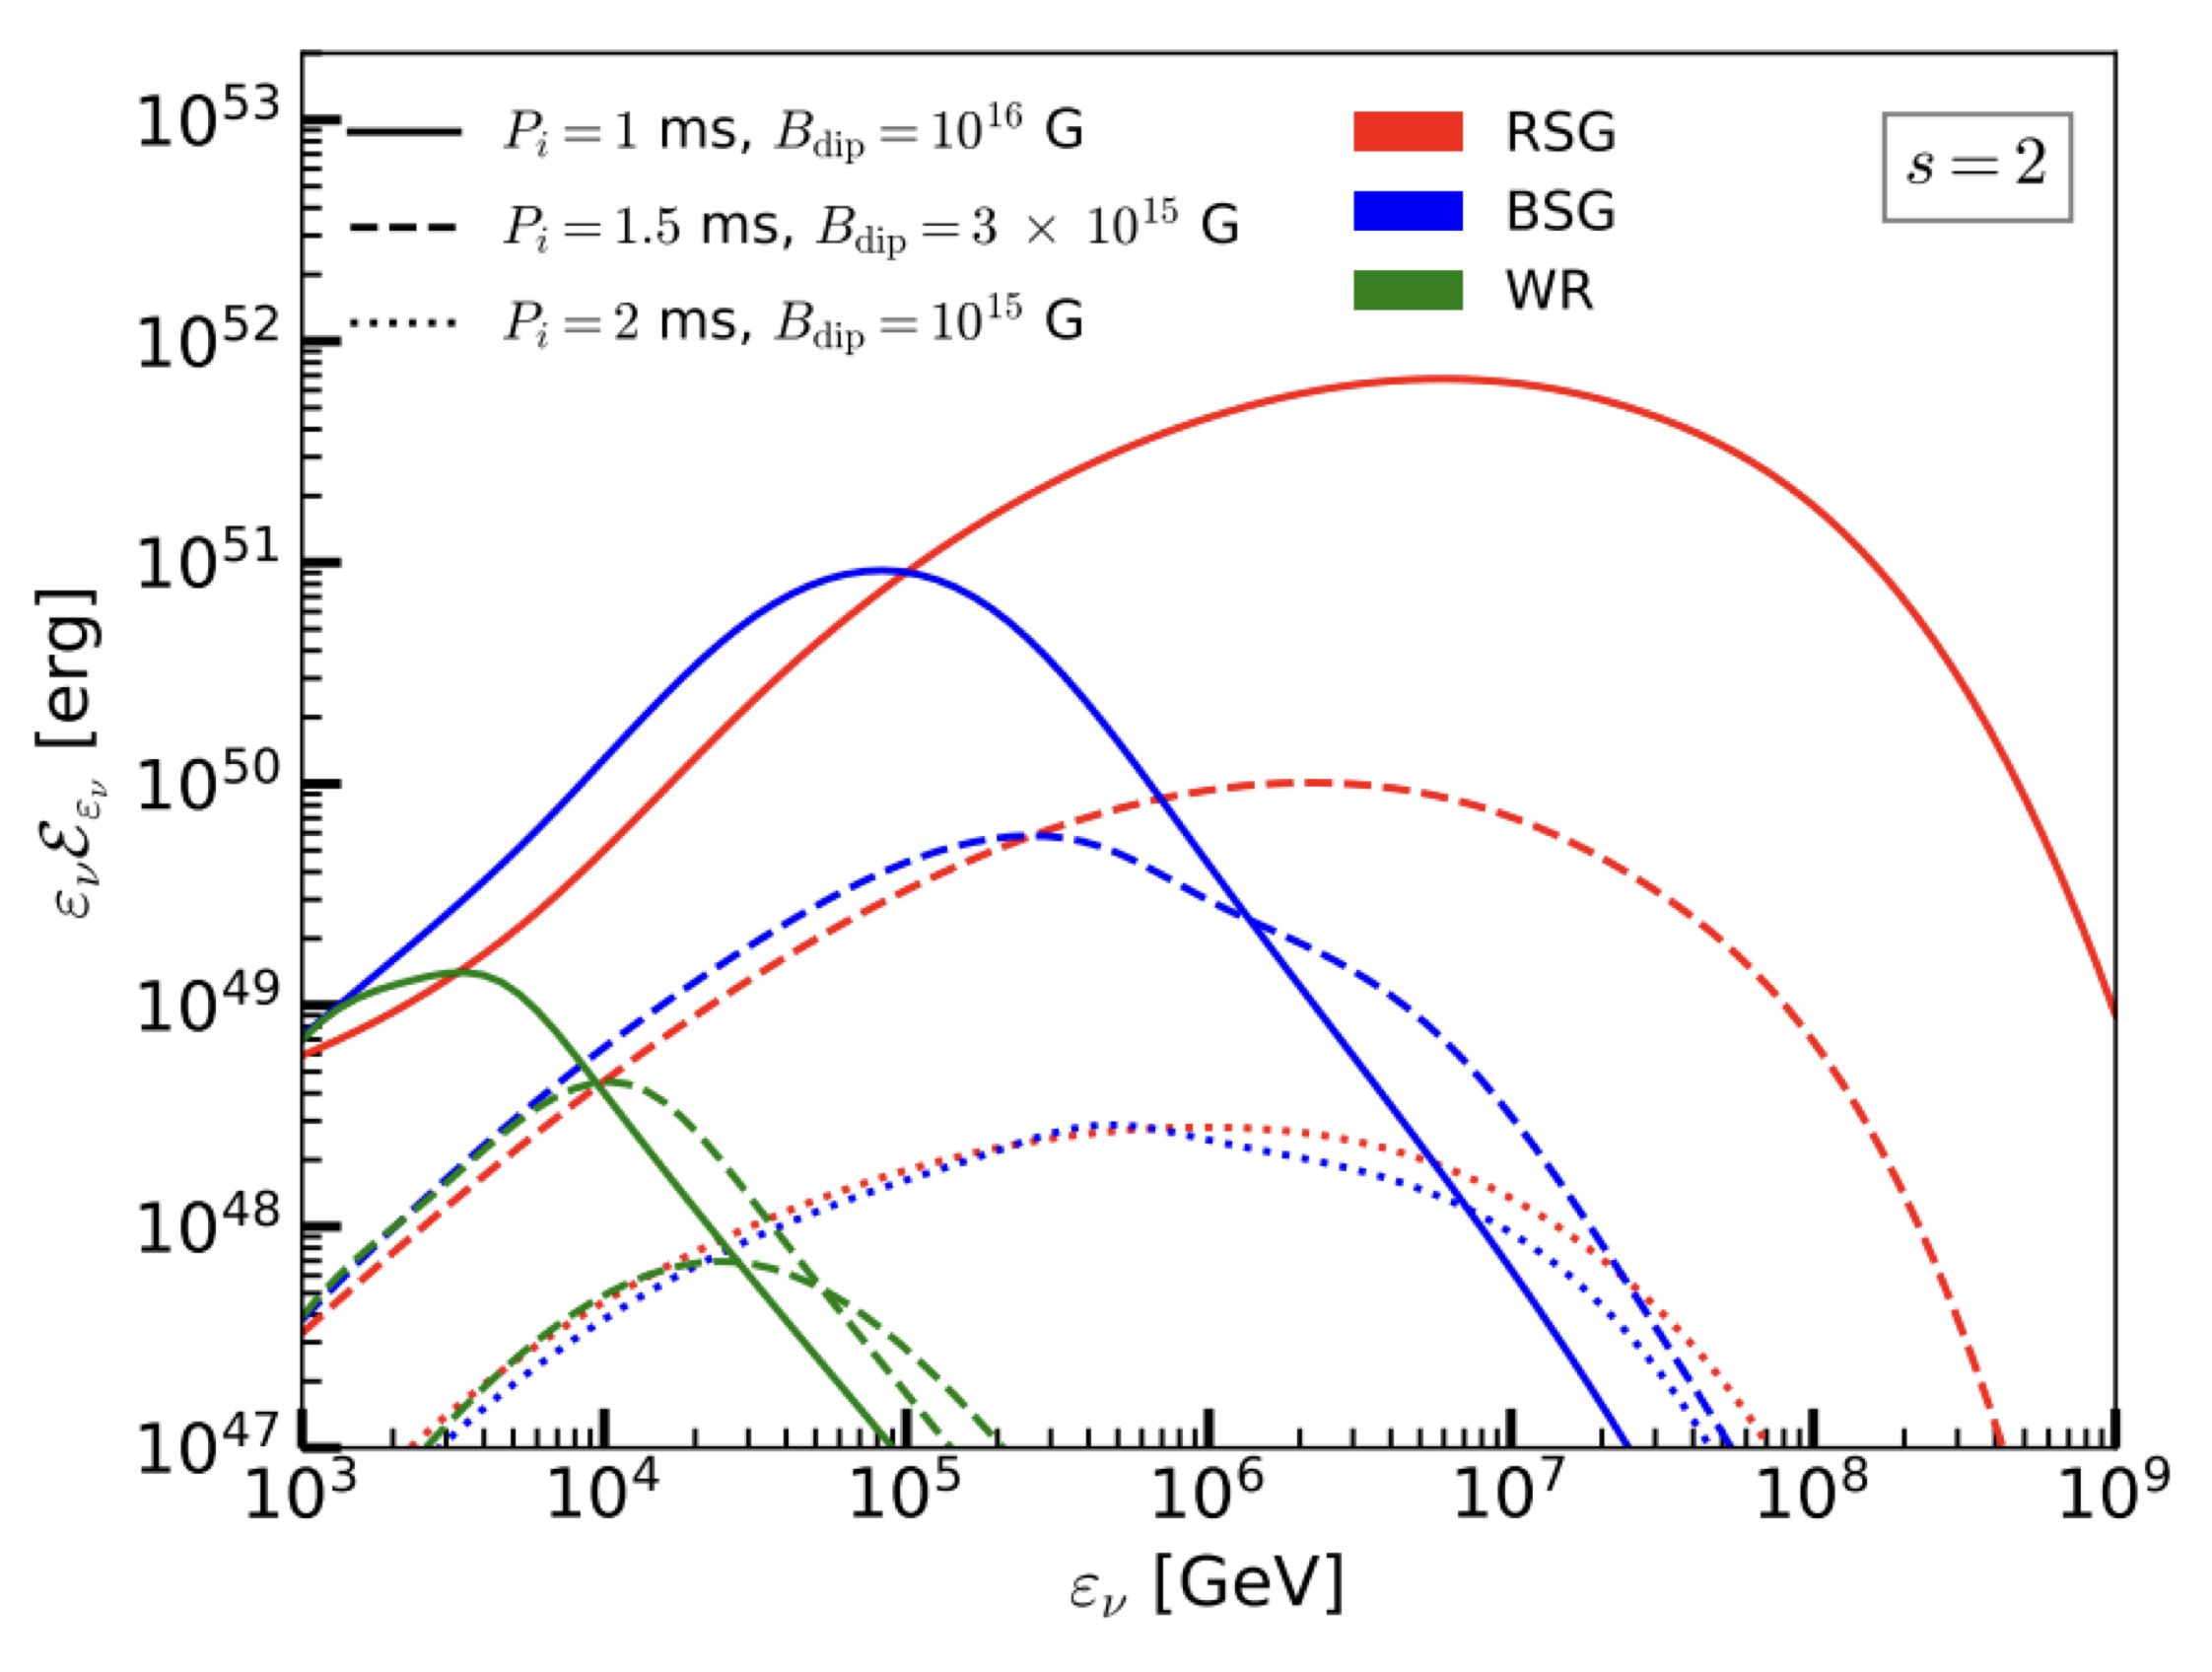 P_i = 1 ms, B_dip = 10^16 G
P_i = 1.5 ms, B_dip = 3 × 10^15 G
P_i = 2 ms, B_dip = 10^15 G
RSG
BSG
WR
s = 2
10^53
10^52
10^51
10^50
10^49
10^48
10^47
ε_ν ℰ_{ε_ν} [erg]
10^3 10^4 10^5 10^6 10^7 10^8 10^9
ε_ν [GeV]